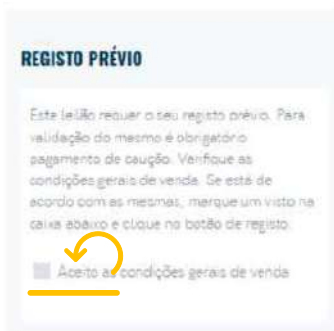 REGISTO PRÉVIO
Este leilão requer o seu registo prévio. Para
validação do mesmo é obrigatório
pagamento de caução. Verifique as
condições gerais de venda. Se está de
acordo com as mesmas, marque um visto na
caixa abaixo e clique no botão de registo.
Aceito as condições gerais de venda